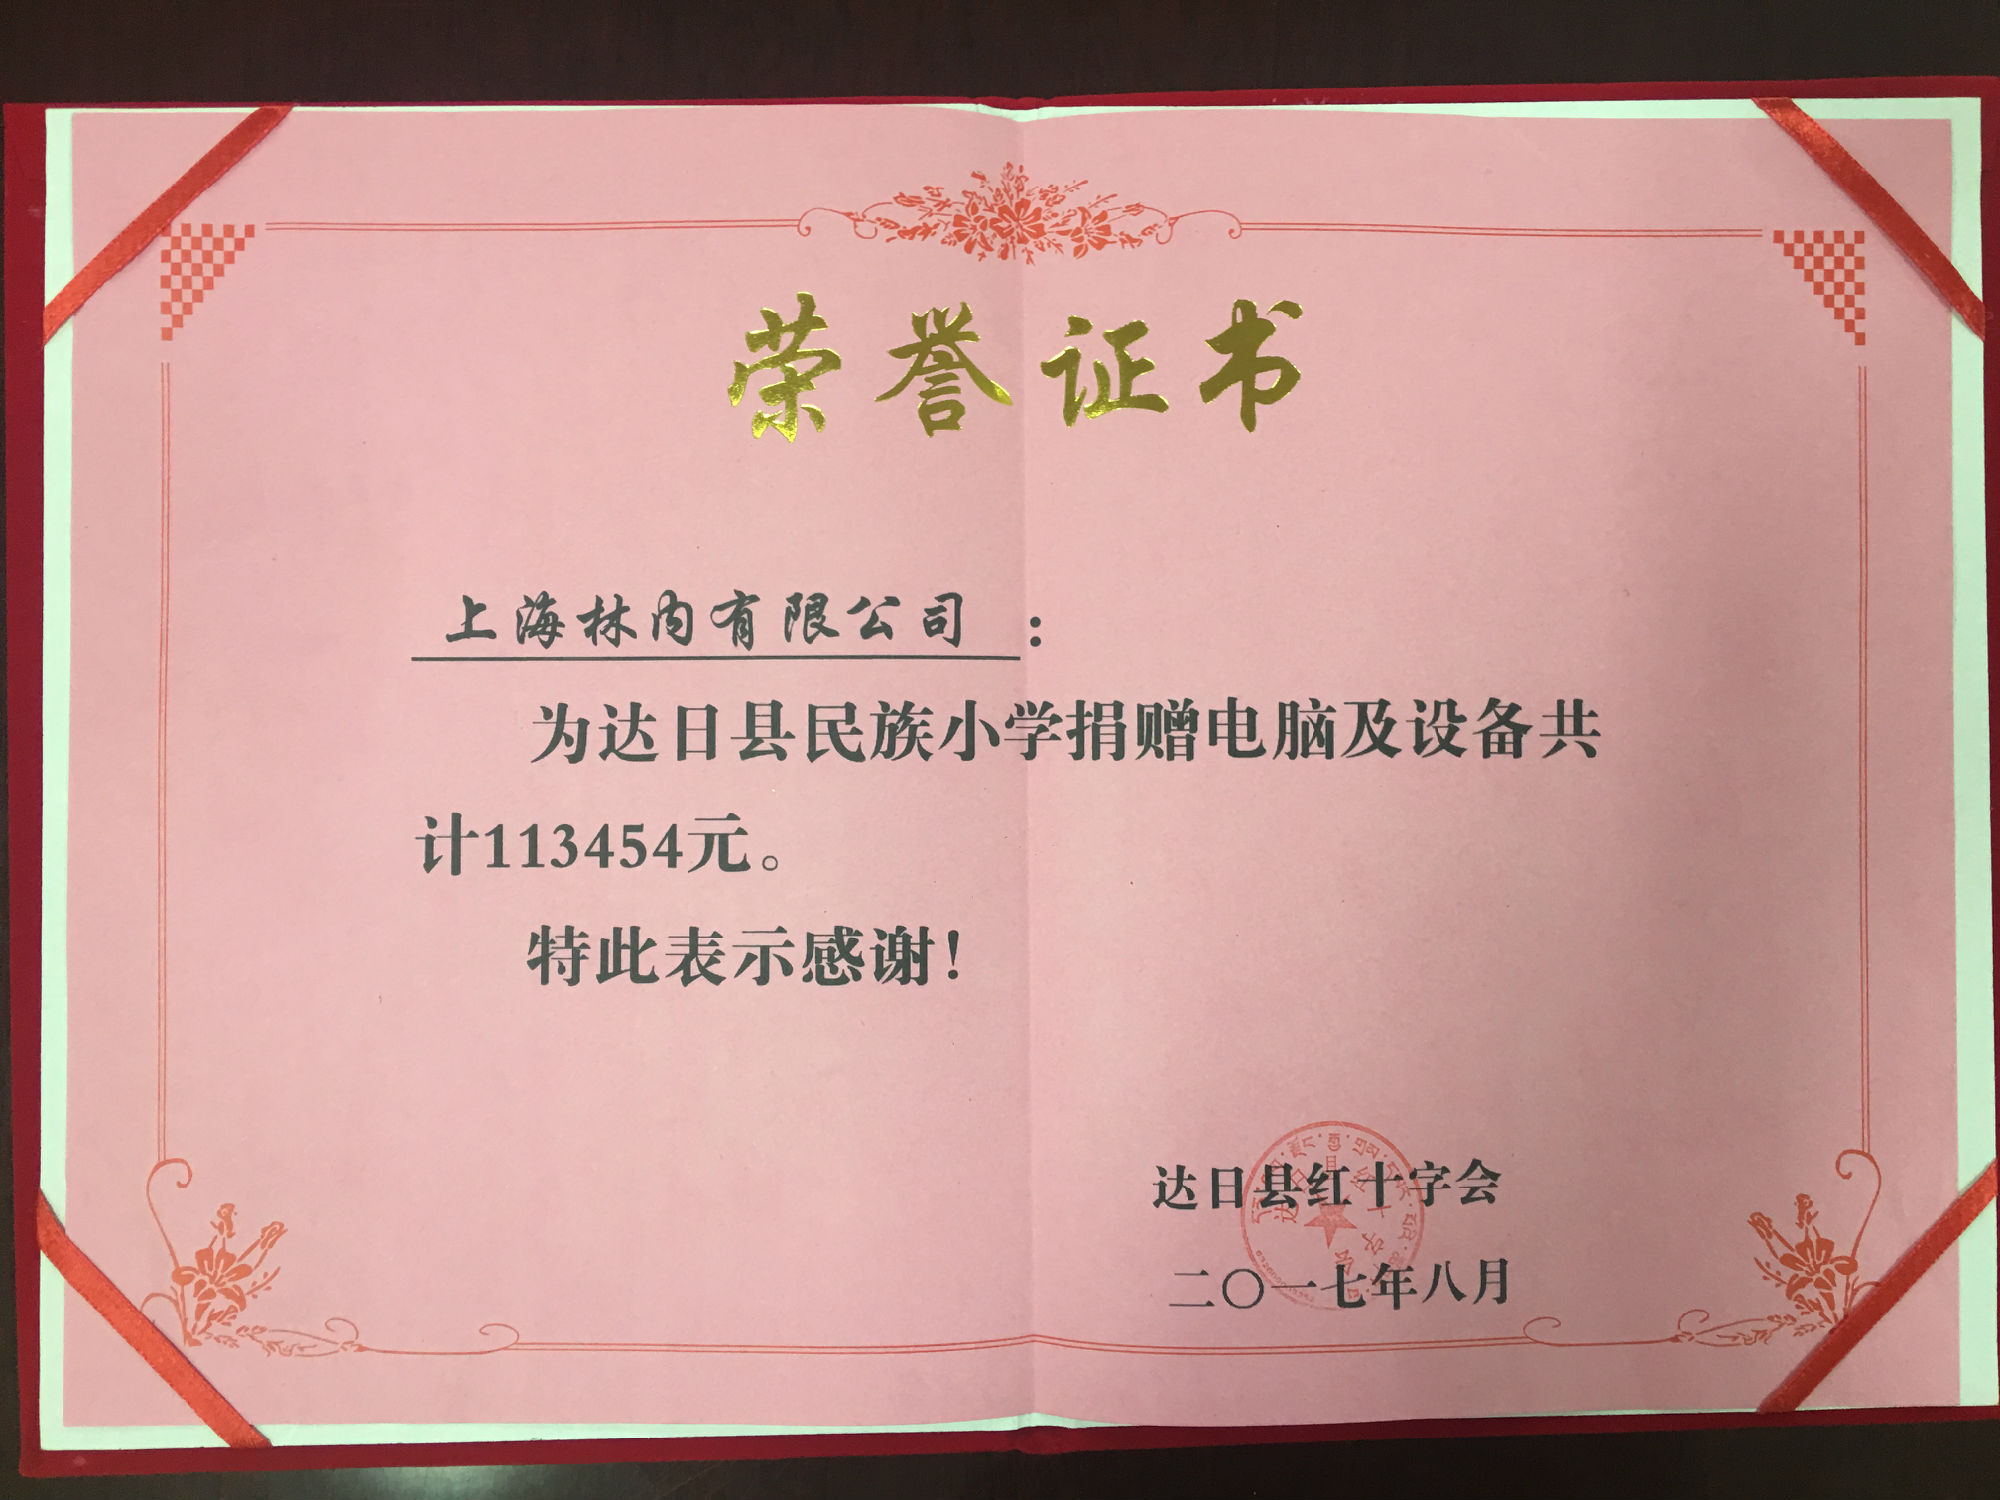 荣誉证书
上海林内有限公司：
为达日县民族小学捐赠电脑及设备共
计113454元。
特此表示感谢！
达日县红十字会
二〇一七年八月